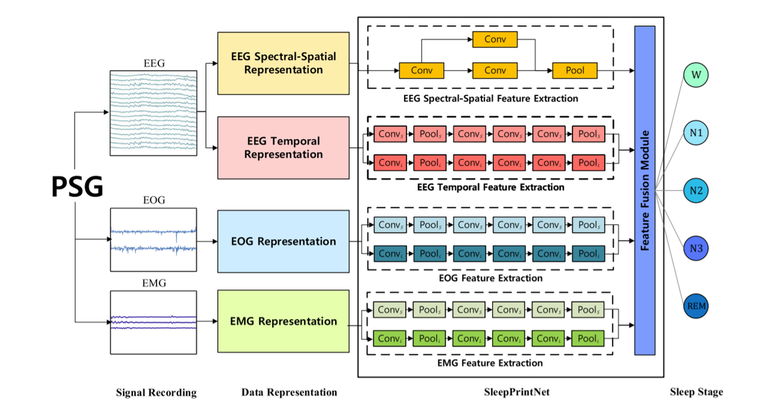 PSG
EEG
EOG
EMG
EEG Spectral-Spatial
Representation
EEG Temporal
Representation
EOG Representation
EMG Representation
Conv
Conv Conv Pool
EEG Spectral-Spatial Feature Extraction
Conv_S Pool_S Conv_S Conv_S Conv_S Pool_S
Conv_L Pool_L Conv_L Conv_L Conv_L Pool_L
EEG Temporal Feature Extraction
Conv_S Pool_S Conv_S Conv_S Conv_S Pool_S
Conv_L Pool_L Conv_L Conv_L Conv_L Pool_L
EOG Feature Extraction
Conv_S Pool_S Conv_S Conv_S Conv_S Pool_S
Conv_L Pool_L Conv_L Conv_L Conv_L Pool_L
EMG Feature Extraction
Feature Fusion Module
W
N1
N2
N3
REM
Signal Recording
Data Representation
SleepPrintNet
Sleep Stage